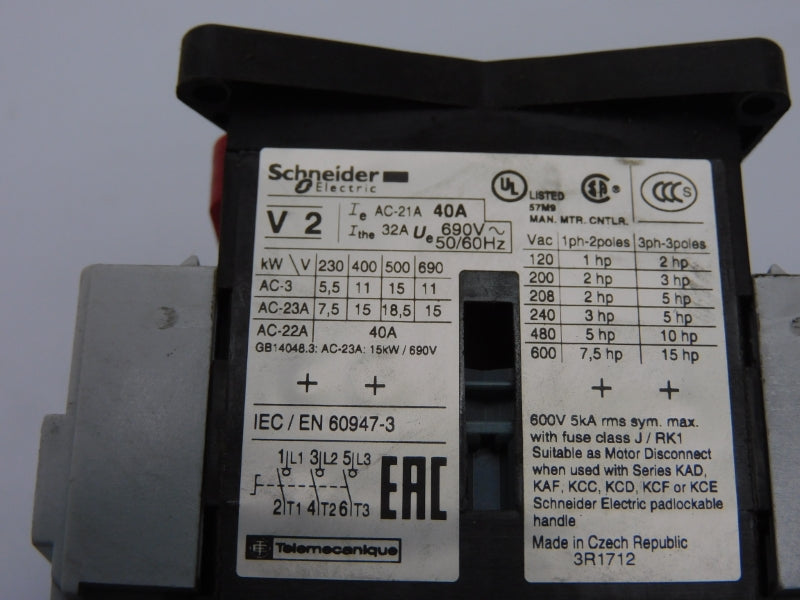 Schneider
Electric
V 2
Ie AC-21A 40A
Ithe 32A Ue 690V~
50/60Hz
kW \ V 230 400 500 690
AC-3 5,5 11 15 11
AC-23A 7,5 15 18,5 15
AC-22A 40A
GB14048.3: AC-23A: 15kW / 690V
+ +
IEC / EN 60947-3
1 L1 3 L2 5 L3
2 T1 4 T2 6 T3
EAC
Telemecanique
UL LISTED SA ® CCC S
57M9
MAN. MTR. CNTLR.
Vac 1ph-2poles 3ph-3poles
120 1 hp 2 hp
200 2 hp 3 hp
208 2 hp 5 hp
240 3 hp 5 hp
480 5 hp 10 hp
600 7,5 hp 15 hp
+ +
600V 5kA rms sym. max.
with fuse class J / RK1
Suitable as Motor Disconnect
when used with Series KAD,
KAF, KCC, KCD, KCF or KCE
Schneider Electric padlockable
handle
Made in Czech Republic
3R1712